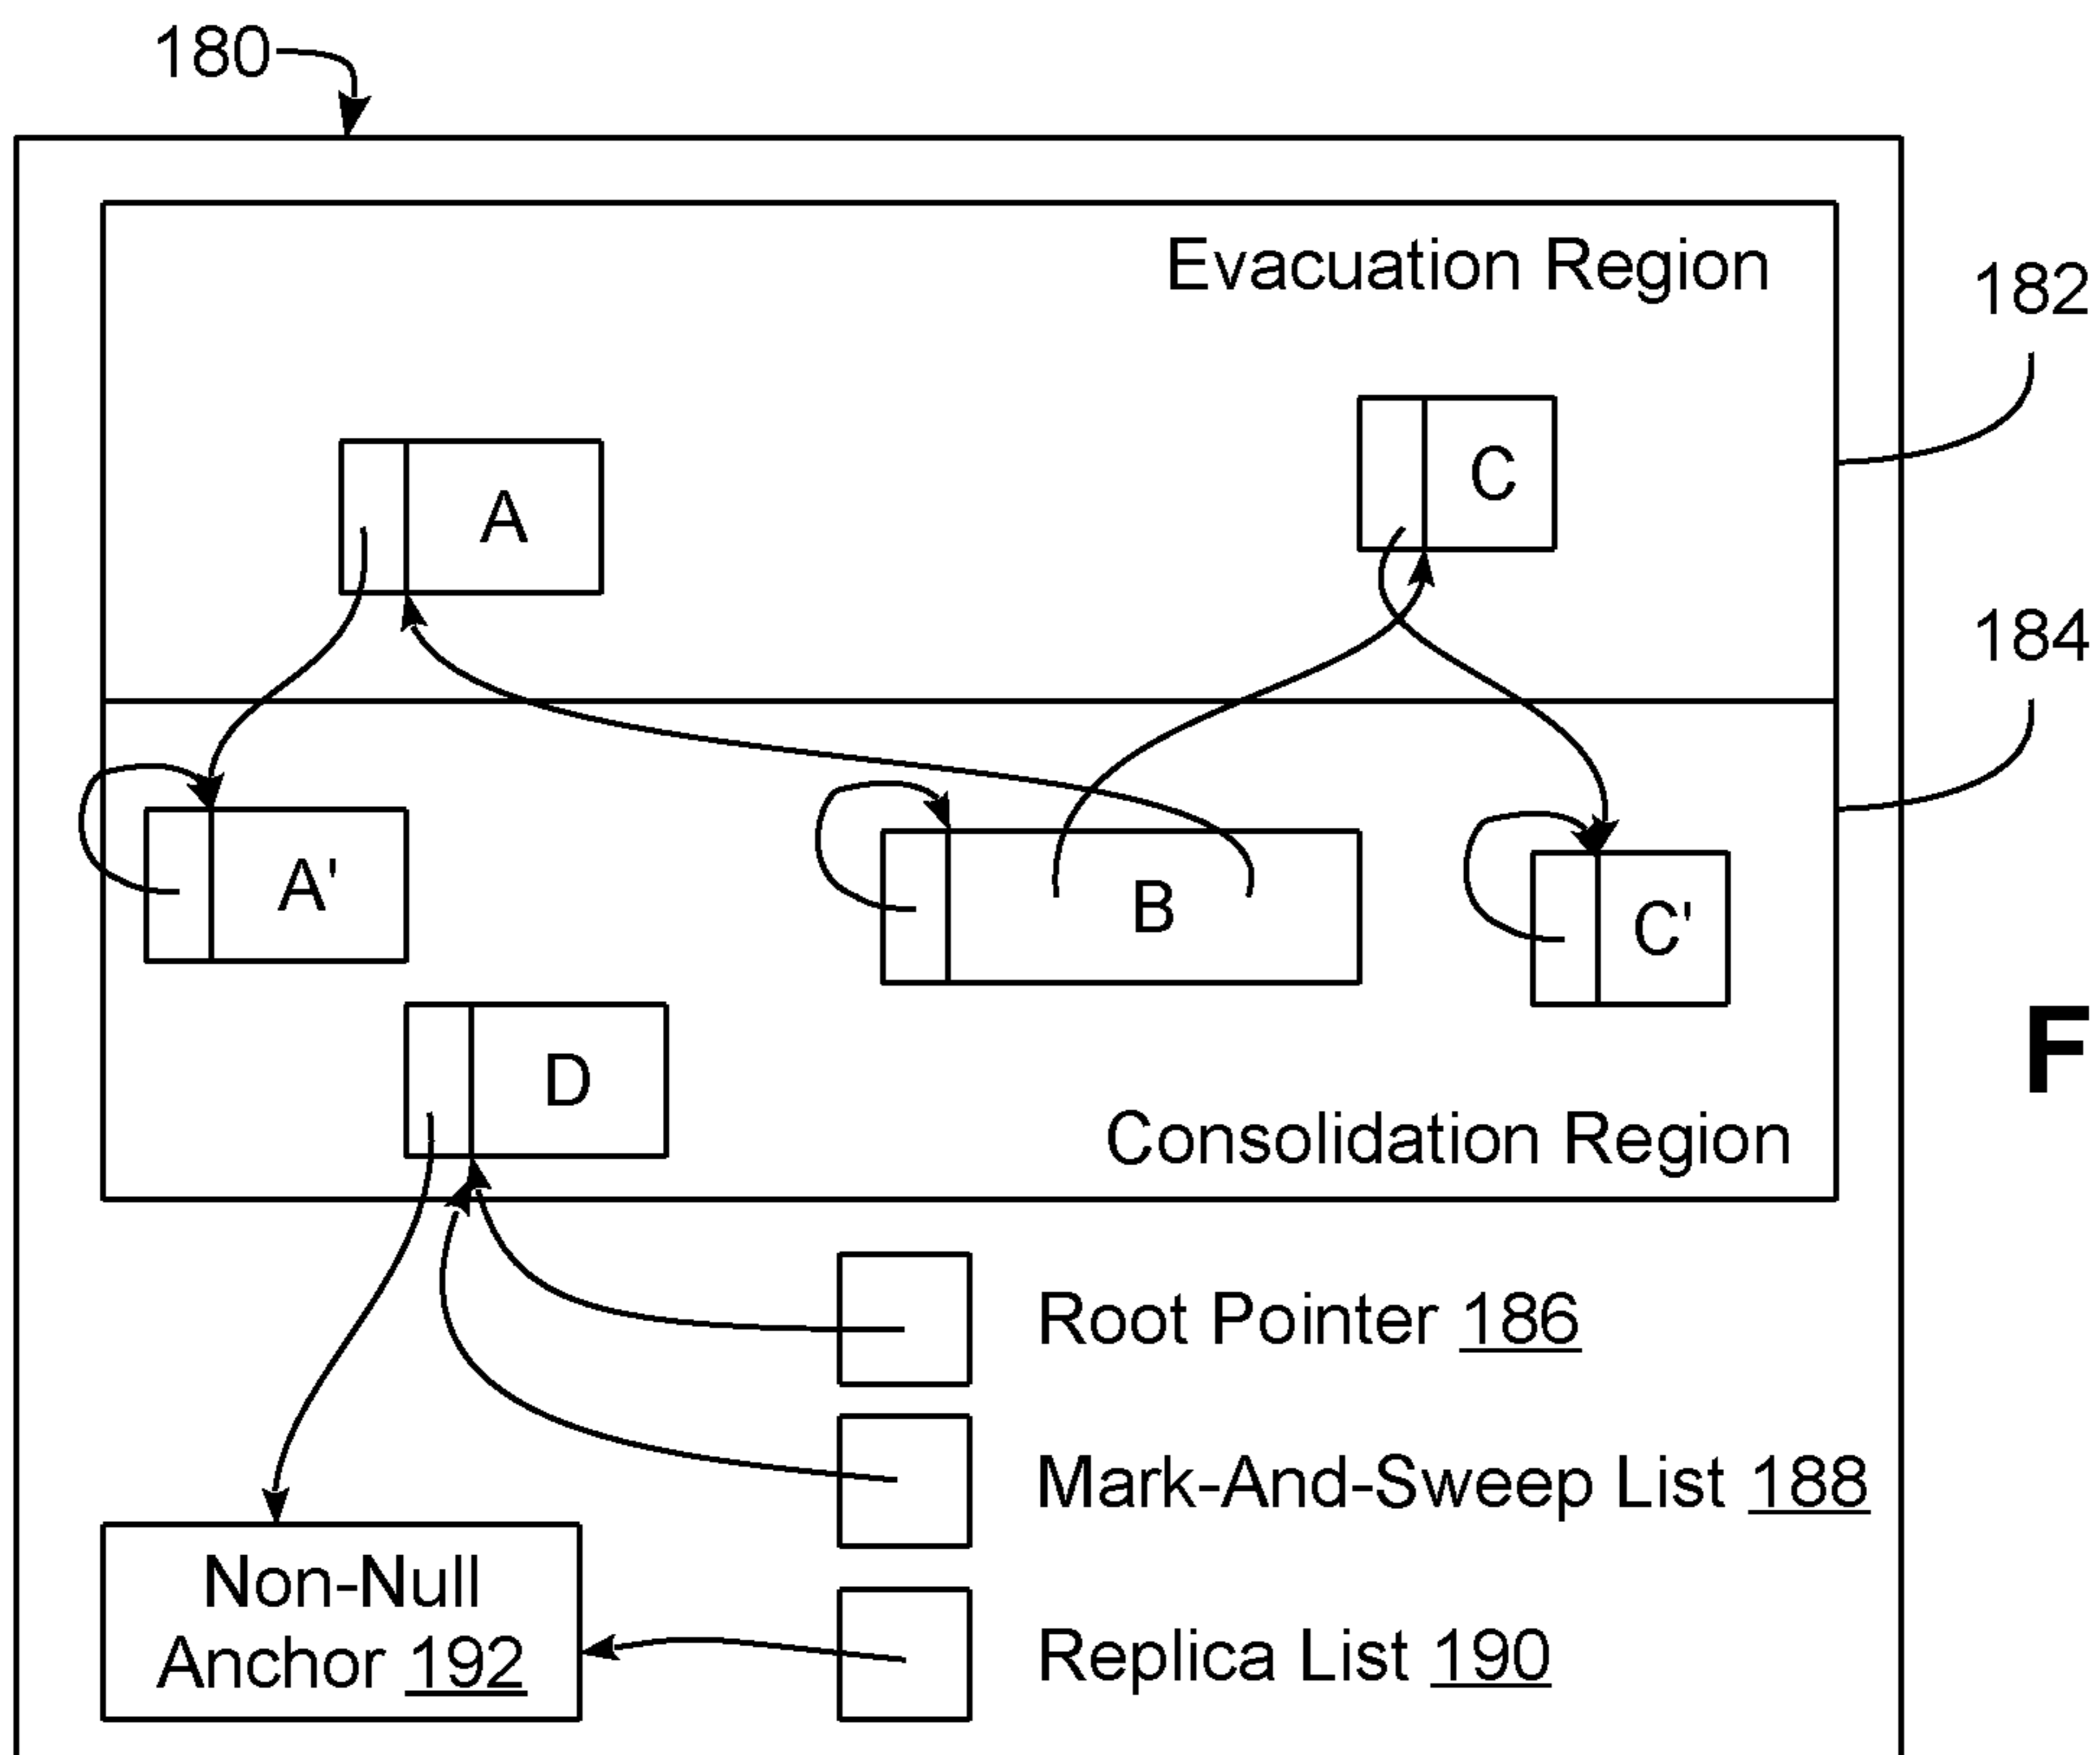 180
Evacuation Region
182
C
A
184
A'
B
C'
F
D
Consolidation Region
Root Pointer 186
Mark-And-Sweep List 188
Non-Null
Anchor 192
Replica List 190